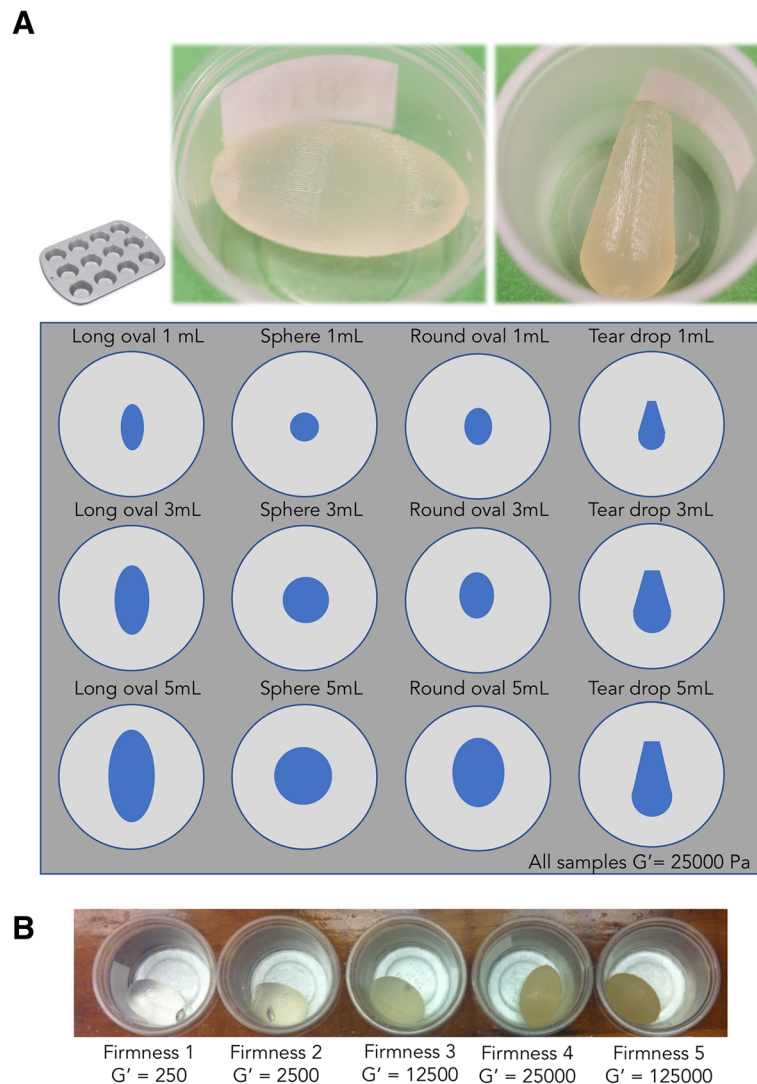 A
Long oval 1 mL Sphere 1mL Round oval 1mL Tear drop 1mL
Long oval 3mL Sphere 3mL Round oval 3mL Tear drop 3mL
Long oval 5mL Sphere 5mL Round oval 5mL Tear drop 5mL
All samples G’= 25000 Pa
B
Firmness 1 Firmness 2 Firmness 3 Firmness 4 Firmness 5
G’ = 250 G’ = 2500 G’ = 12500 G’ = 25000 G’ = 125000